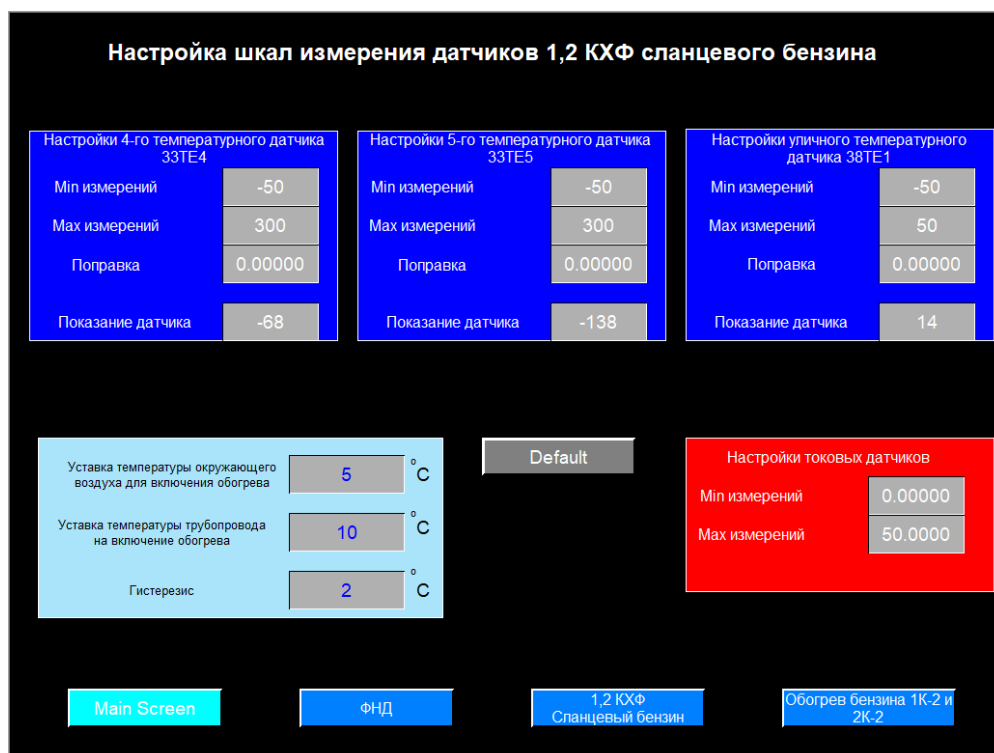 Настройка шкал измерения датчиков 1,2 КХФ сланцевого бензина
Настройки 4-го температурного датчика
33TE4
Min измерений -50
Max измерений 300
Поправка 0.00000
Показание датчика -68
Настройки 5-го температурного датчика
33TE5
Min измерений -50
Max измерений 300
Поправка 0.00000
Показание датчика -138
Настройки уличного температурного
датчика 38TE1
Min измерений -50
Max измерений 50
Поправка 0.00000
Показание датчика 14
Уставка температуры окружающего
воздуха для включения обогрева 5 °C
Уставка температуры трубопровода
на включение обогрева 10 °C
Гистерезис 2 °C
Default
Настройки токовых датчиков
Min измерений 0.00000
Max измерений 50.0000
Main Screen
ФНД
1,2 КХФ
Сланцевый бензин
Обогрев бензина 1К-2 и
2К-2